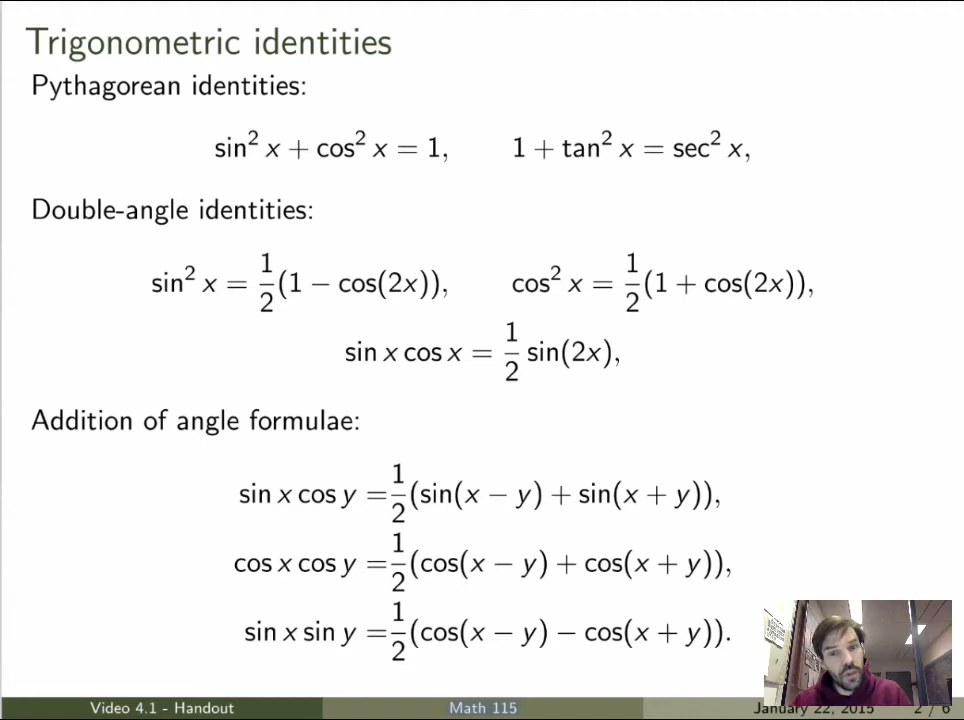 Trigonometric identities
Pythagorean identities:
sin² x + cos² x = 1, 1 + tan² x = sec² x,
Double-angle identities:
sin² x = 1/2(1 − cos(2x)), cos² x = 1/2(1 + cos(2x)),
sin x cos x = 1/2 sin(2x),
Addition of angle formulae:
sin x cos y = 1/2(sin(x − y) + sin(x + y)),
cos x cos y = 1/2(cos(x − y) + cos(x + y)),
sin x sin y = 1/2(cos(x − y) − cos(x + y)).
Video 4.1 - Handout Math 115 January 22, 2015 2 / 6